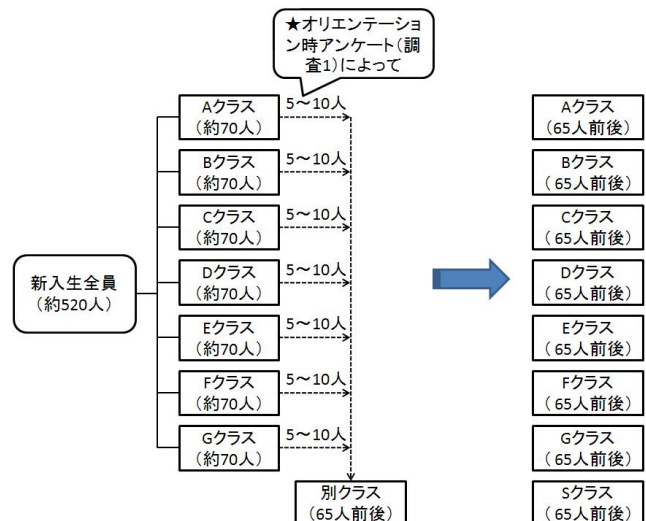 ★オリエンテーショ
ン時アンケート(調
査1)によって
Aクラス
(約70人)
5～10人
Aクラス
(65人前後)
Bクラス
(約70人)
5～10人
Bクラス
( 65人前後)
Cクラス
(約70人)
5～10人
Cクラス
( 65人前後)
新入生全員
(約520人)
Dクラス
(約70人)
5～10人
Dクラス
( 65人前後)
Eクラス
(約70人)
5～10人
Eクラス
( 65人前後)
Fクラス
(約70人)
5～10人
Fクラス
( 65人前後)
Gクラス
(約70人)
5～10人
Gクラス
( 65人前後)
別クラス
(65人前後)
Sクラス
( 65人前後)